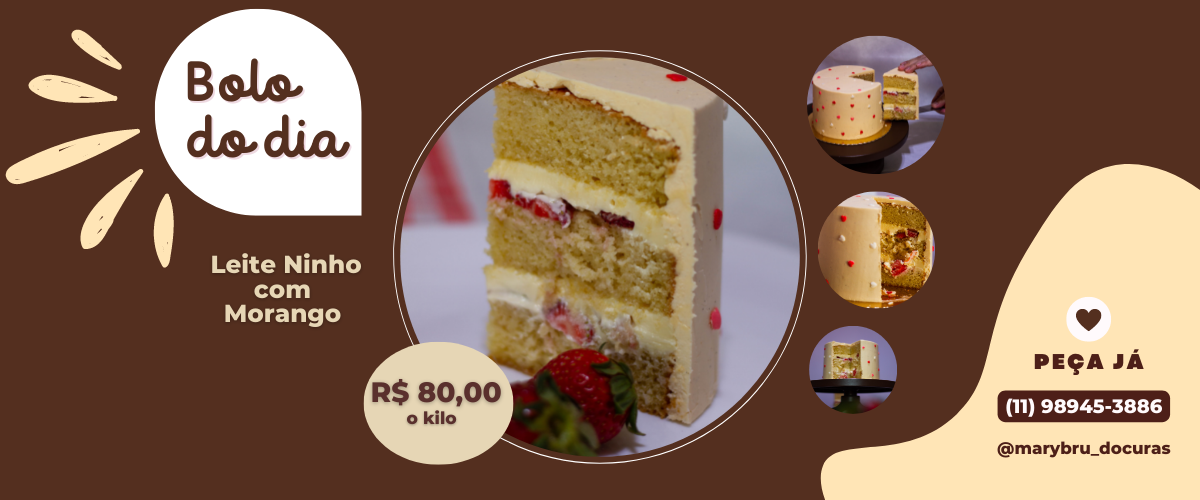 Bolo
do dia
Leite Ninho
com
Morango
R$ 80,00
o kilo
PEÇA JÁ
(11) 98945-3886
@marybru_docuras